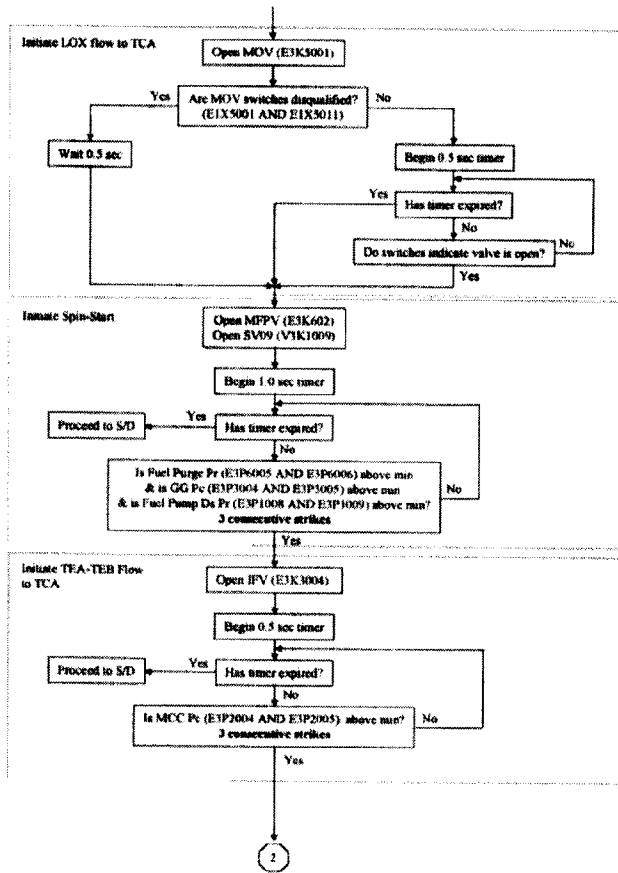 Initiate LOX flow to TCA
Open MOV (E3K5001)
Are MOV switches disqualified?
(E1X5001 AND E1X5011)
Yes
No
Wait 0.5 sec
Begin 0.5 sec timer
Has timer expired?
Yes
No
Do switches indicate valve is open?
No
Yes
Initiate Spin-Start
Open MFPV (E3K602)
Open SV09 (V3K1009)
Begin 1.0 sec timer
Proceed to S/D
Yes
Has timer expired?
No
Is Fuel Purge Pr (E3P6005 AND E3P6006) above min
& is GG Pc (E3P3004 AND E3P3005) above min
& is Fuel Pump Ds Pr (E3P1008 AND E3P1009) above min?
3 consecutive strikes
No
Yes
Initiate TEA-TEB Flow
to TCA
Open IFV (E3K3004)
Begin 0.5 sec timer
Proceed to S/D
Yes
Has timer expired?
No
Is MCC Pc (E3P2004 AND E3P2005) above min?
3 consecutive strikes
No
Yes
2